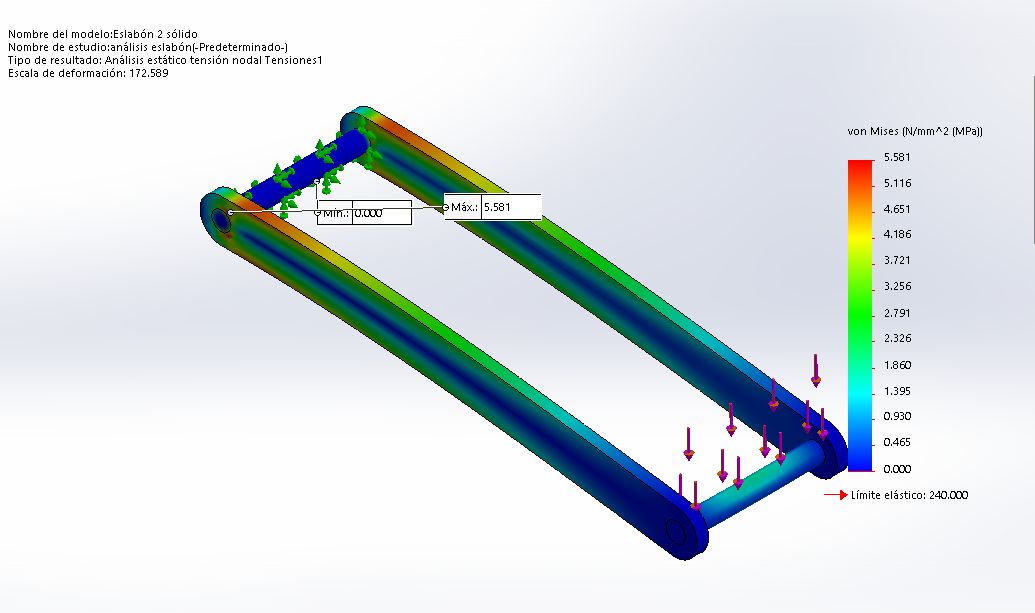 Nombre del modelo:Eslabón 2 sólido
Nombre de estudio:análisis eslabón(-Predeterminado-)
Tipo de resultado: Análisis estático tensión nodal Tensiones1
Escala de deformación: 172.589
von Mises (N/mm^2 (MPa))
5.581
5.116
4.651
4.186
3.721
3.256
2.791
2.326
1.860
1.395
0.930
0.465
0.000
Límite elástico: 240.000
Máx.: 5.581
Mín.: 0.000